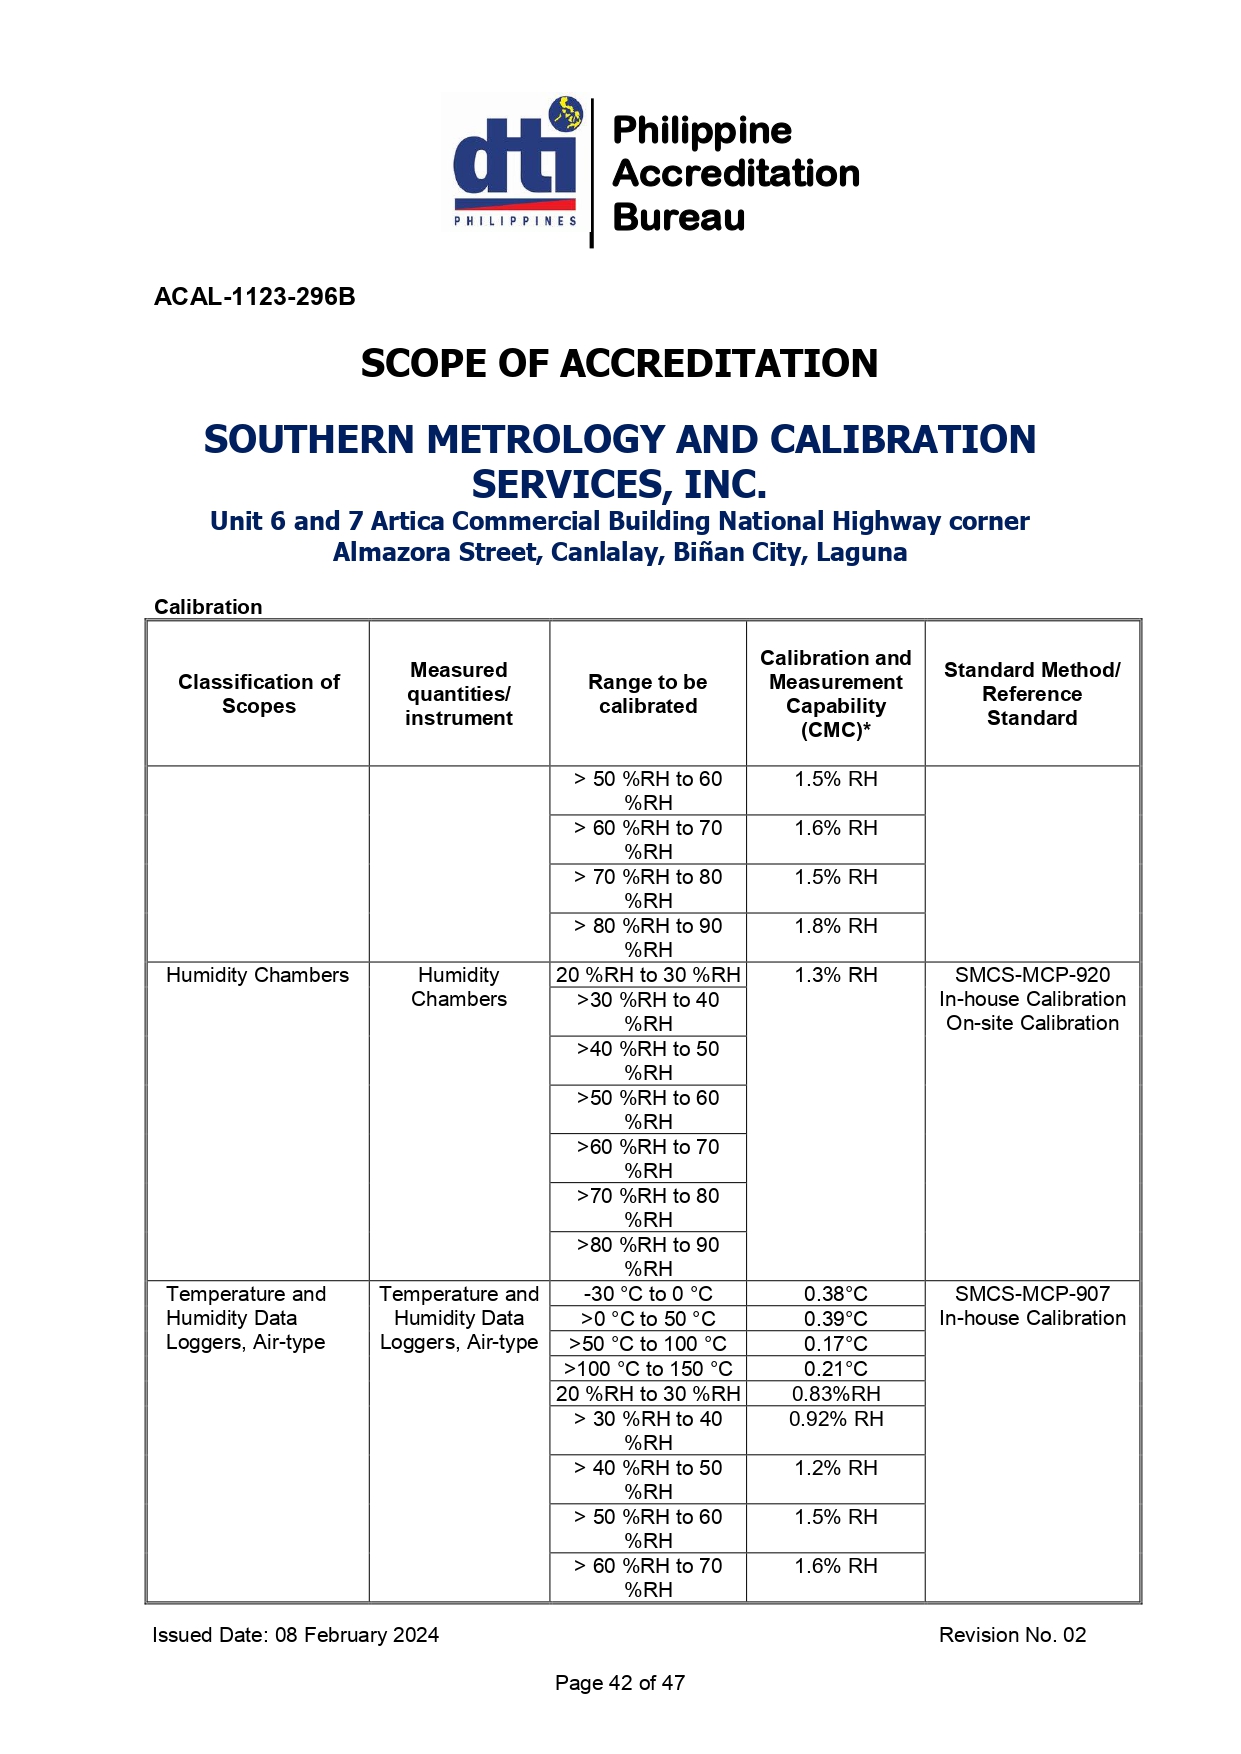 dti
PHILIPPINES
Philippine
Accreditation
Bureau
ACAL-1123-296B
SCOPE OF ACCREDITATION
SOUTHERN METROLOGY AND CALIBRATION
SERVICES, INC.
Unit 6 and 7 Artica Commercial Building National Highway corner
Almazora Street, Canlalay, Biñan City, Laguna
Calibration
Classification of
Scopes
Measured
quantities/
instrument
Range to be
calibrated
Calibration and
Measurement
Capability
(CMC)*
Standard Method/
Reference
Standard
> 50 %RH to 60
%RH
1.5% RH
> 60 %RH to 70
%RH
1.6% RH
> 70 %RH to 80
%RH
1.5% RH
> 80 %RH to 90
%RH
1.8% RH
Humidity Chambers
Humidity
Chambers
20 %RH to 30 %RH
1.3% RH
SMCS-MCP-920
In-house Calibration
On-site Calibration
>30 %RH to 40
%RH
>40 %RH to 50
%RH
>50 %RH to 60
%RH
>60 %RH to 70
%RH
>70 %RH to 80
%RH
>80 %RH to 90
%RH
Temperature and
Humidity Data
Loggers, Air-type
Temperature and
Humidity Data
Loggers, Air-type
-30 °C to 0 °C
0.38°C
SMCS-MCP-907
In-house Calibration
>0 °C to 50 °C
0.39°C
>50 °C to 100 °C
0.17°C
>100 °C to 150 °C
0.21°C
20 %RH to 30 %RH
0.83%RH
> 30 %RH to 40
%RH
0.92% RH
> 40 %RH to 50
%RH
1.2% RH
> 50 %RH to 60
%RH
1.5% RH
> 60 %RH to 70
%RH
1.6% RH
Issued Date: 08 February 2024
Revision No. 02
Page 42 of 47